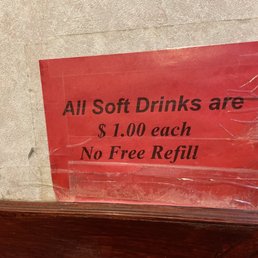 All Soft Drinks are
$ 1.00 each
No Free Refill